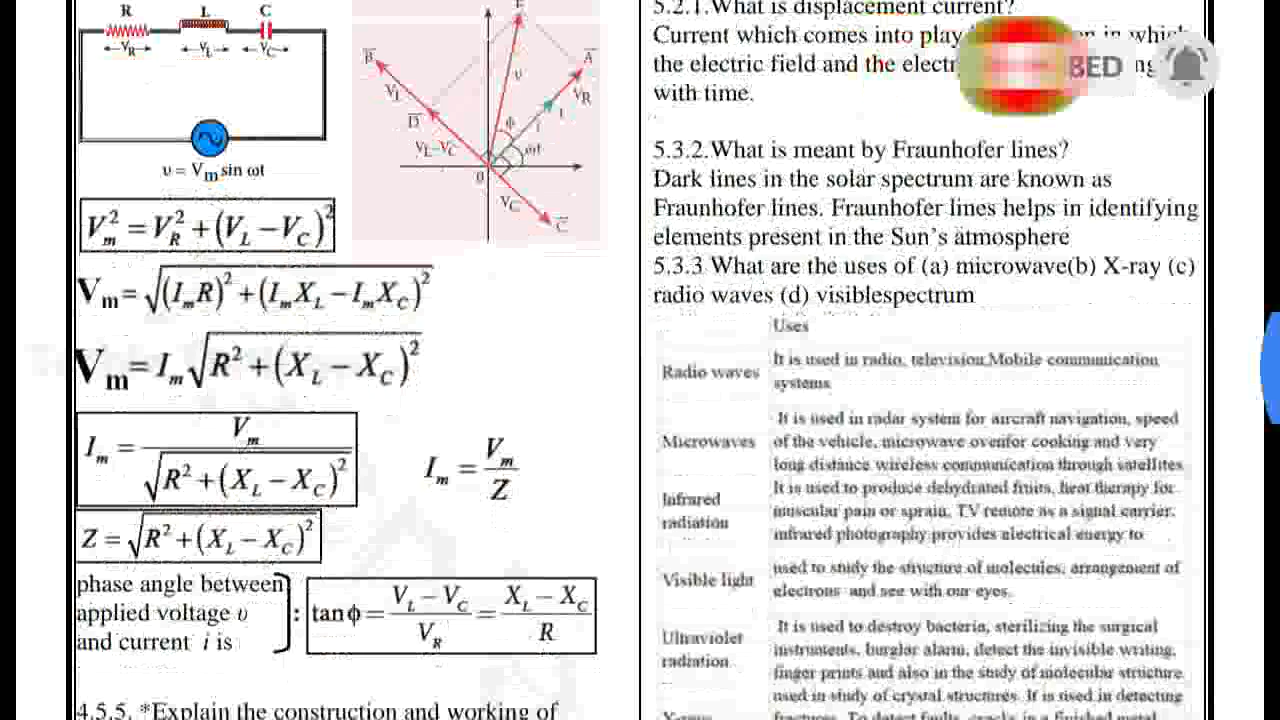 R L C
V_R V_L V_C
υ = V_m sin ωt
B A
V_L υ V_R
D φ i
V_L–V_C ωt
0
V_C
C
V_m² = V_R² + (V_L – V_C)²
V_m = √(I_m R)² + (I_m X_L – I_m X_C)²
V_m = I_m √R² + (X_L – X_C)²
I_m = V_m / √R² + (X_L – X_C)² I_m = V_m / Z
Z = √R² + (X_L – X_C)²
phase angle between
applied voltage υ
and current i is
: tan ϕ = V_L – V_C / V_R = X_L – X_C / R
4.5.5. *Explain the construction and working of
5.2.1.What is displacement current?
Current which comes into play in which
the electric field and the
with time.
BED
5.3.2.What is meant by Fraunhofer lines?
Dark lines in the solar spectrum are known as
Fraunhofer lines. Fraunhofer lines helps in identifying
elements present in the Sun's atmosphere
5.3.3 What are the uses of (a) microwave(b) X-ray (c)
radio waves (d) visiblespectrum
Uses
Radio waves
It is used in radio, television.Mobile communication
systems
Microwaves
It is used in radar system for aircraft navigation, speed
of the vehicle, microwave ovenfor cooking and very
long distance wireless communication through satellites
Infrared
radiation
It is used to produce dehydrated fruits, heat therapy for
muscular pain or sprain, TV remote as a signal carrier,
infrared photography provides electrical energy to
Visible light
used to study the structure of molecules, arrangement of
electrons and see with our eyes.
Ultraviolet
radiation
It is used to destroy bacteria, sterilizing the surgical
instruments, burglar alarm, detect the invisible writing,
finger prints and also in the study of molecular structure
used in study of crystal structures. It is used in detecting